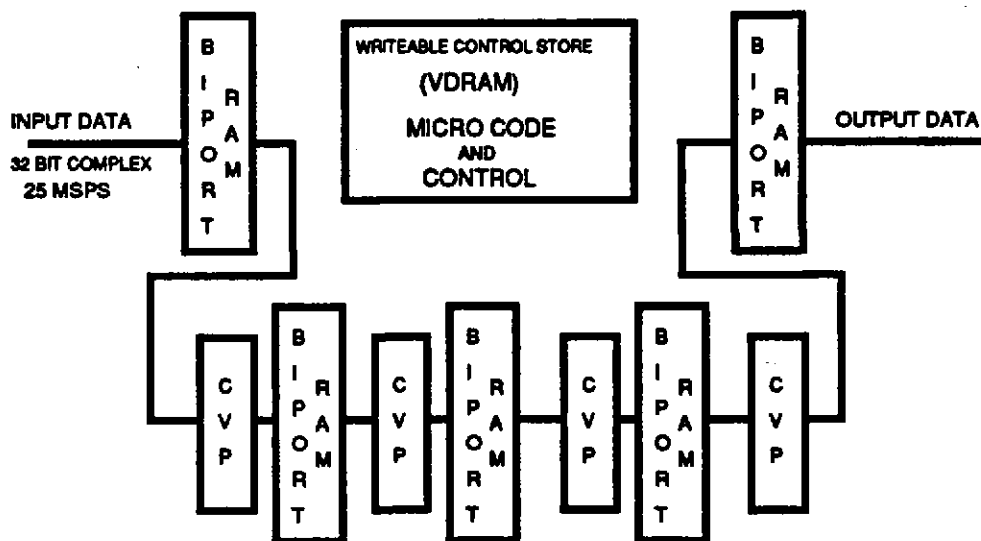 BIPORT
RAM
INPUT DATA
32 BIT COMPLEX
25 MSPS
WRITEABLE CONTROL STORE
(VDRAM)
MICRO CODE
AND
CONTROL
BIPORT
RAM
OUTPUT DATA
CVP
BIPORT
RAM
CVP
BIPORT
RAM
CVP
BIPORT
RAM
CVP